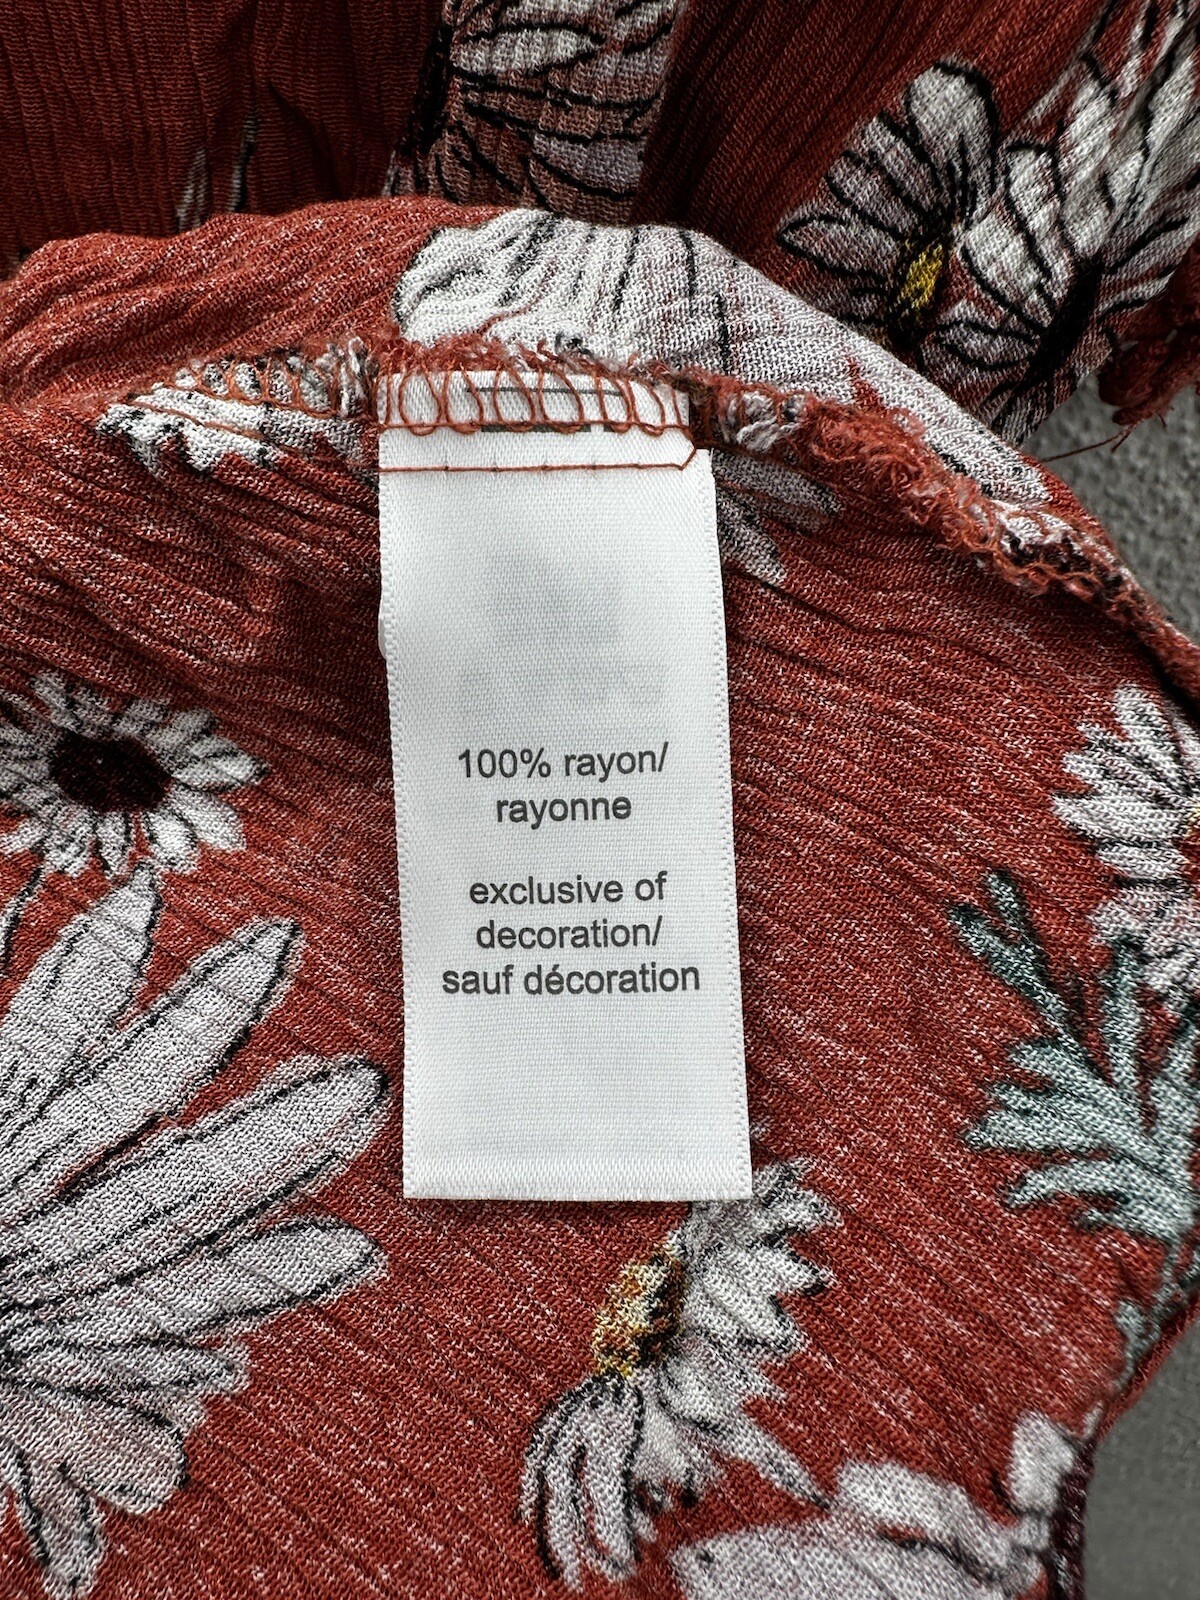 100% rayon/
rayonne
exclusive of
decoration/
sauf décoration